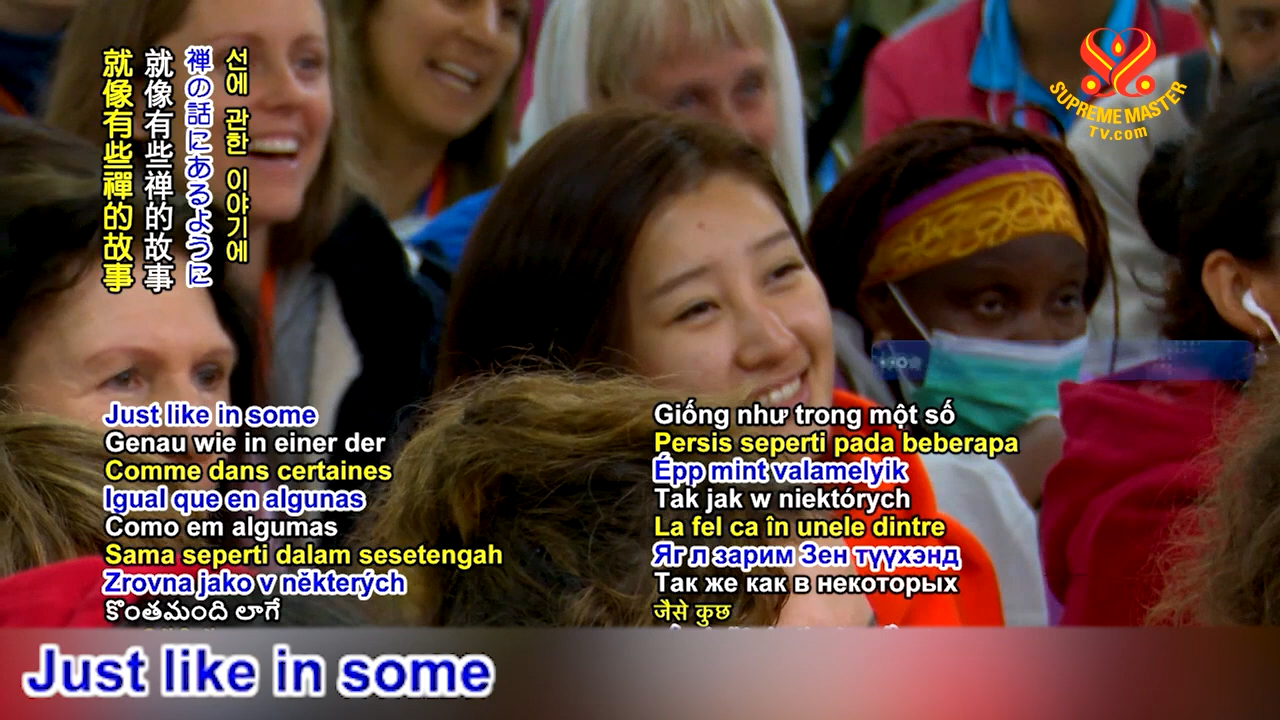 就像有些禪的故事
就像有些禅的故事
禅の話にあるように
선에 관한 이야기에
SUPREME MASTER
TV.com
Just like in some
Genau wie in einer der
Comme dans certaines
Igual que en algunas
Como em algumas
Sama seperti dalam sesetengah
Zrovna jako v některých
కొంతమంది లాగే
Giống như trong một số
Persis seperti pada beberapa
Épp mint valamelyik
Tak jak w niektórych
La fel ca în unele dintre
Яг л зарим Зен түүхэнд
Так же как в некоторых
जैसे कुछ
Just like in some